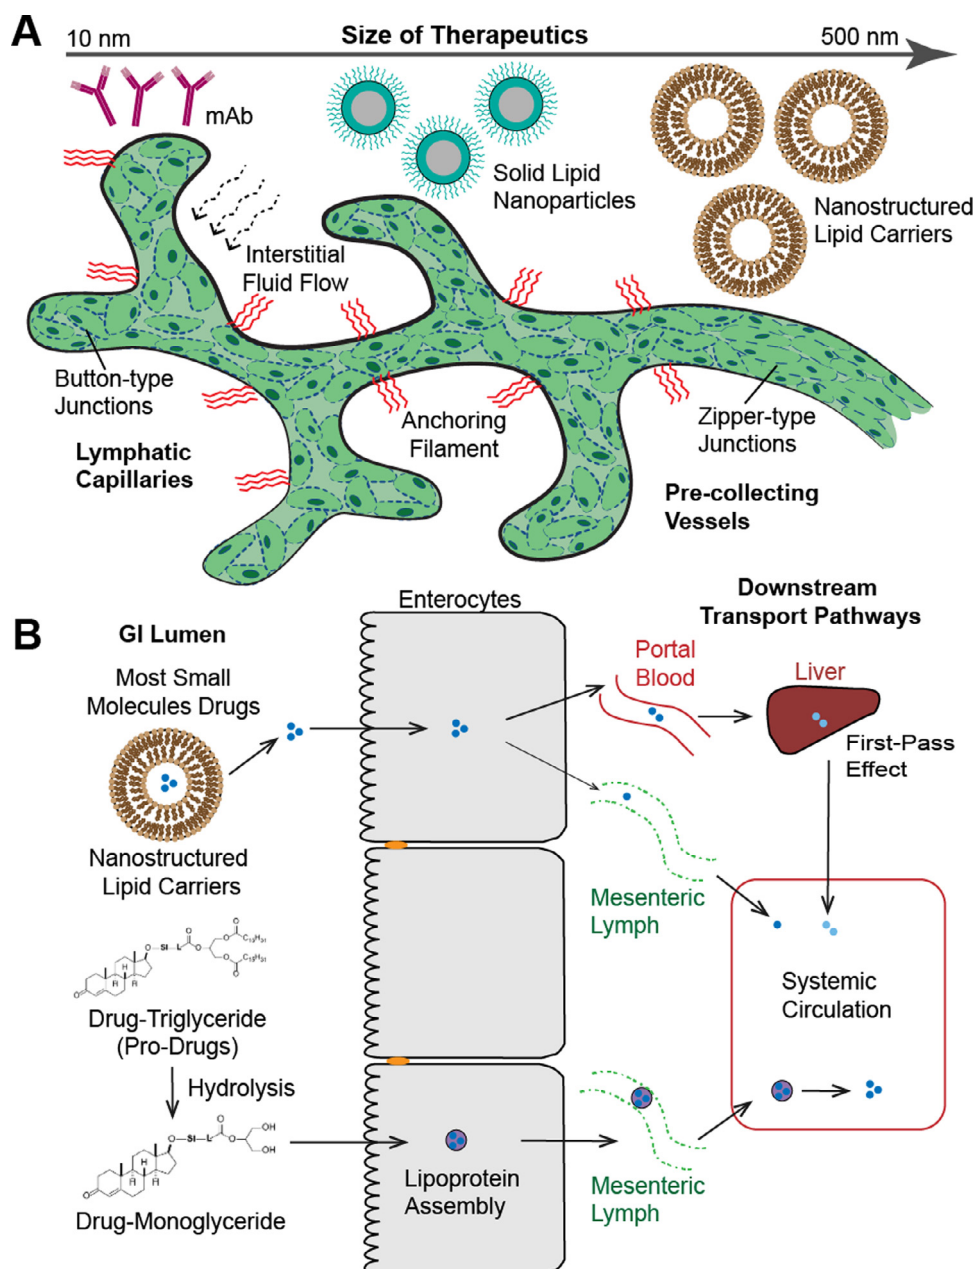 A
10 nm
Size of Therapeutics
500 nm
mAb
Solid Lipid
Nanoparticles
Nanostructured
Lipid Carriers
Interstitial
Fluid Flow
Button-type
Junctions
Anchoring
Filament
Zipper-type
Junctions
Lymphatic
Capillaries
Pre-collecting
Vessels
B
GI Lumen
Enterocytes
Downstream
Transport Pathways
Most Small
Molecules Drugs
Portal
Blood
Liver
First-Pass
Effect
Nanostructured
Lipid Carriers
Mesenteric
Lymph
Systemic
Circulation
Drug-Triglyceride
(Pro-Drugs)
Hydrolysis
Drug-Monoglyceride
Lipoprotein
Assembly
Mesenteric
Lymph